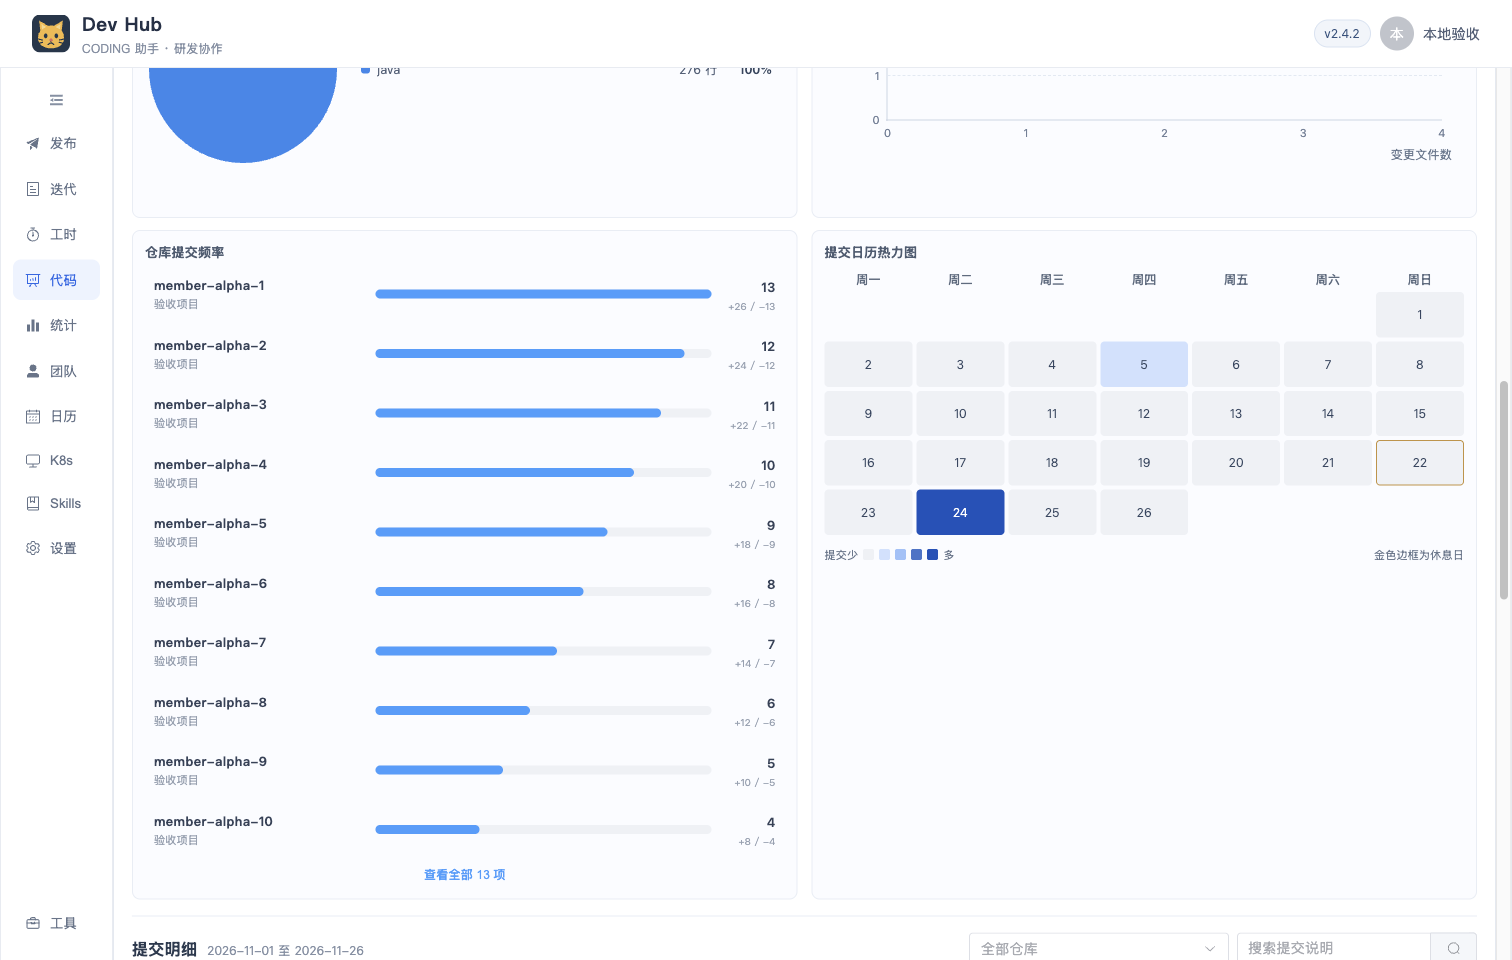 Dev Hub
CODING 助手 · 研发协作
v2.4.2
本
本地验收
发布
迭代
工时
代码
统计
团队
日历
K8s
Skills
设置
工具
java
276 行
100%
1
0
0
1
2
3
4
变更文件数
仓库提交频率
member-alpha-1
验收项目
13
+26 / -13
member-alpha-2
验收项目
12
+24 / -12
member-alpha-3
验收项目
11
+22 / -11
member-alpha-4
验收项目
10
+20 / -10
member-alpha-5
验收项目
9
+18 / -9
member-alpha-6
验收项目
8
+16 / -8
member-alpha-7
验收项目
7
+14 / -7
member-alpha-8
验收项目
6
+12 / -6
member-alpha-9
验收项目
5
+10 / -5
member-alpha-10
验收项目
4
+8 / -4
查看全部 13 项
提交日历热力图
周一 周二 周三 周四 周五 周六 周日
1
2 3 4 5 6 7 8
9 10 11 12 13 14 15
16 17 18 19 20 21 22
23 24 25 26
提交少 多
金色边框为休息日
提交明细 2026-11-01 至 2026-11-26
全部仓库
搜索提交说明